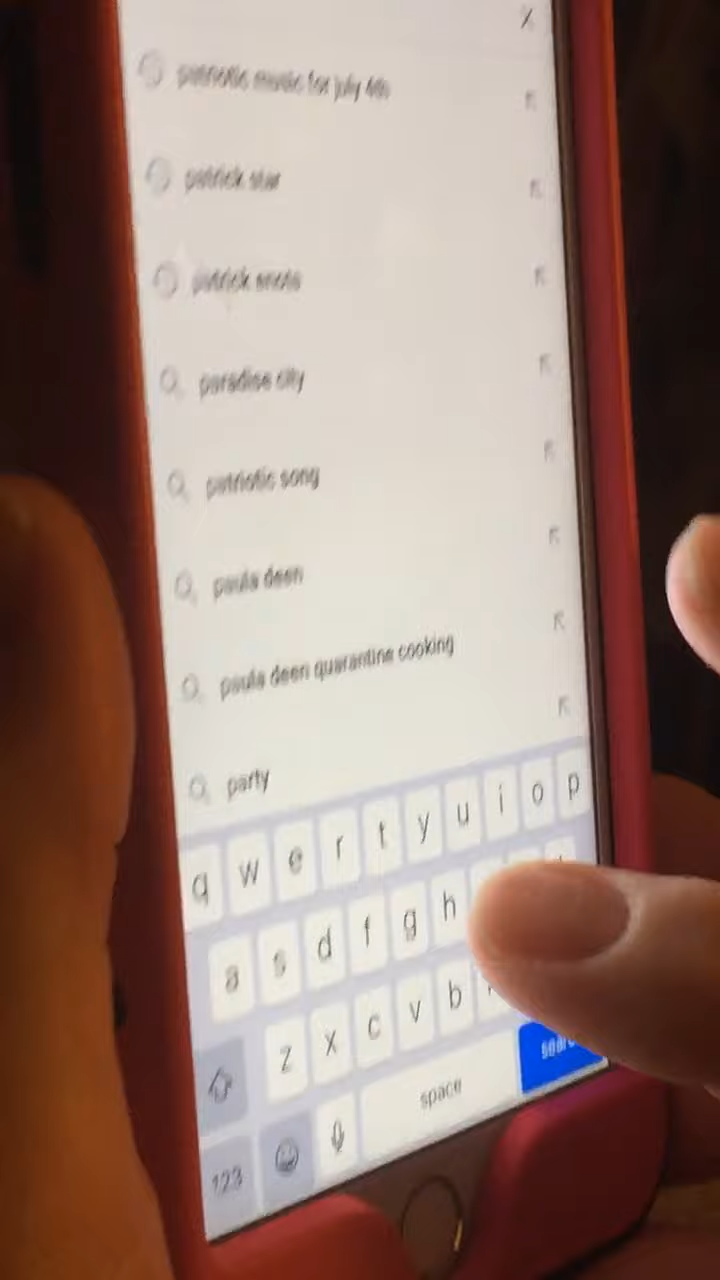 patriotic music for july 4th
patrick star
patrick
paradise city
patriotic song
paula deen
paula deen quarantine cooking
party
q w e r t y u i o p
a s d f g h
z x c v b
123
space